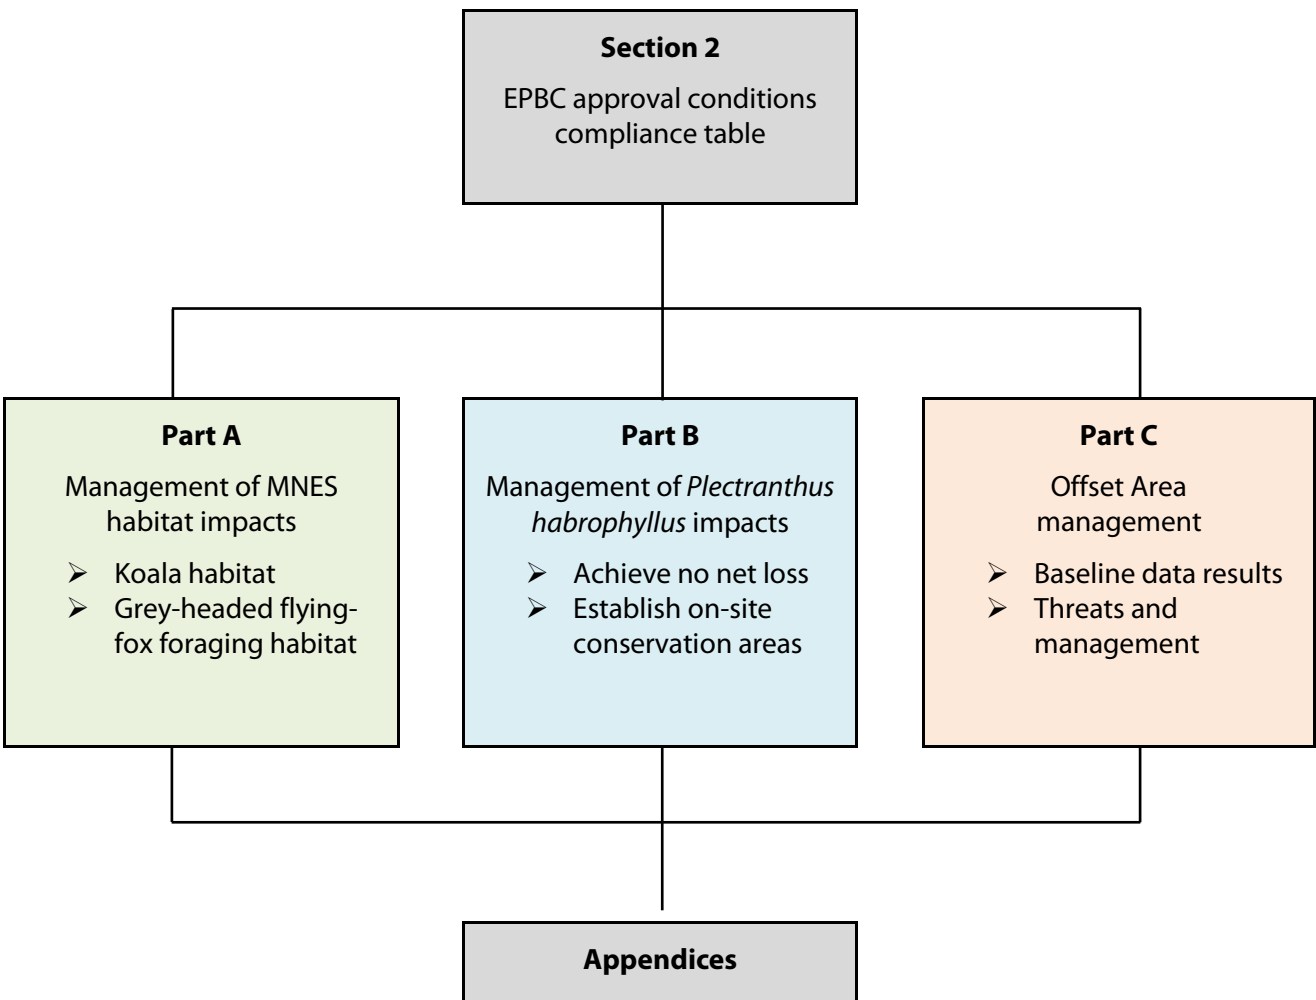 Section 2
EPBC approval conditions
compliance table
Part A
Management of MNES
habitat impacts
➢ Koala habitat
➢ Grey-headed flying-
fox foraging habitat
Part B
Management of Plectranthus
habrophyllus impacts
➢ Achieve no net loss
➢ Establish on-site
conservation areas
Part C
Offset Area
management
➢ Baseline data results
➢ Threats and
management
Appendices